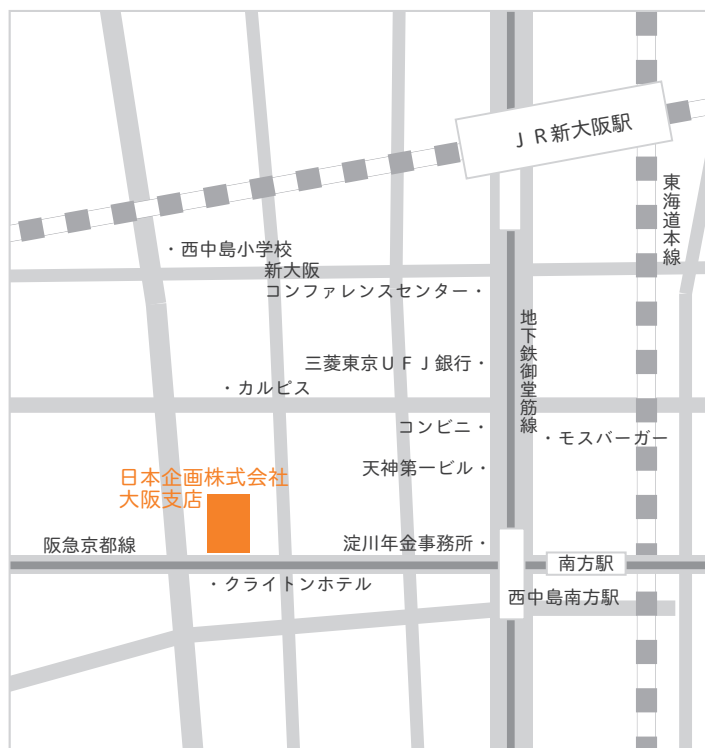 ＪＲ新大阪駅
東海道本線
・西中島小学校
新大阪
コンファレンスセンター・
地下鉄御堂筋線
三菱東京ＵＦＪ銀行・
・カルピス
コンビニ・
・モスバーガー
天神第一ビル・
日本企画株式会社
大阪支店
阪急京都線
淀川年金事務所・
南方駅
・クライトンホテル
西中島南方駅